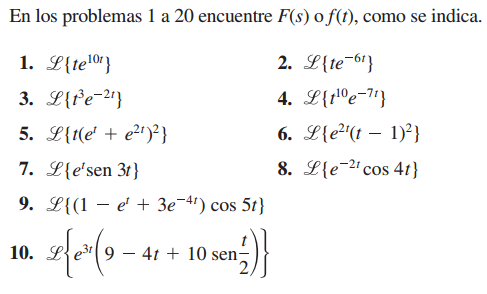 En los problemas 1 a 20 encuentre F(s) o f(t), como se indica.
1. ℒ{te^{10t}}
2. ℒ{te^{−6t}}
3. ℒ{t³e^{−2t}}
4. ℒ{t¹⁰e^{−7t}}
5. ℒ{t(e^t + e^{2t})²}
6. ℒ{e^{2t}(t − 1)²}
7. ℒ{e^t sen 3t}
8. ℒ{e^{−2t} cos 4t}
9. ℒ{(1 − e^t + 3e^{−4t}) cos 5t}
10. ℒ{e^{3t}(9 − 4t + 10 sen t/2)}